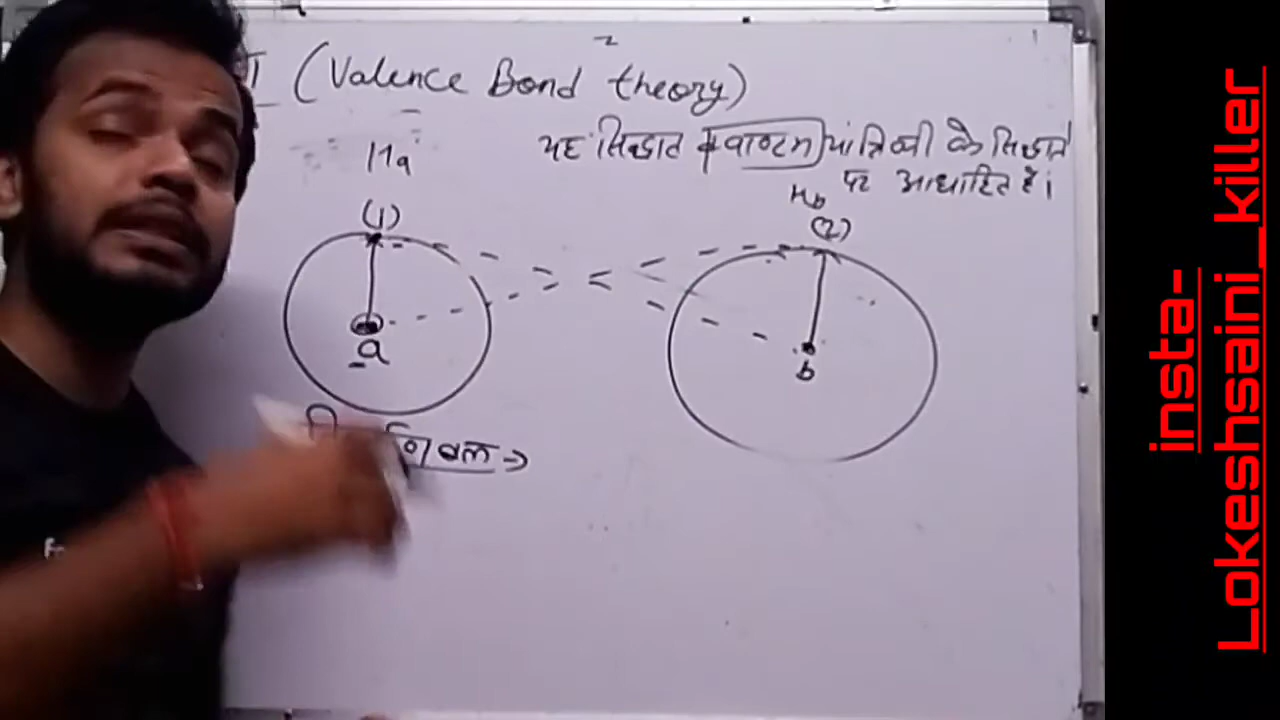 (Valence Bond theory)
यह सिद्धांत क्वाण्टम यांत्रिकी के सिद्धांत
पर आधारित है।
Ha
(1)
Hb
(2)
a
b
बल →
insta-
Lokeshsaini_killer